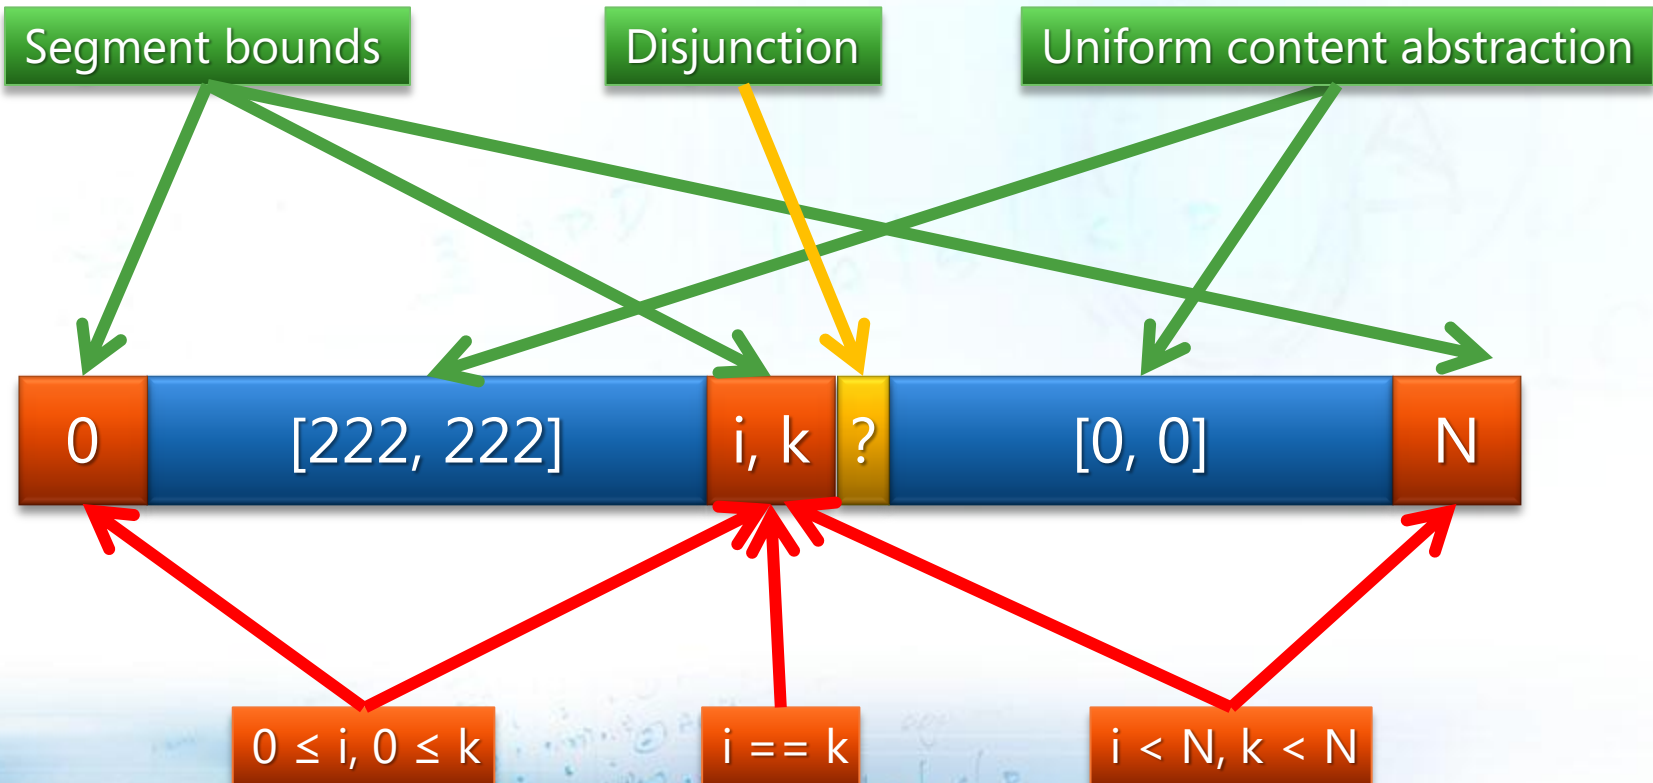 Segment bounds
Disjunction
Uniform content abstraction
0
[222, 222]
i, k
?
[0, 0]
N
0 ≤ i, 0 ≤ k
i == k
i < N, k < N